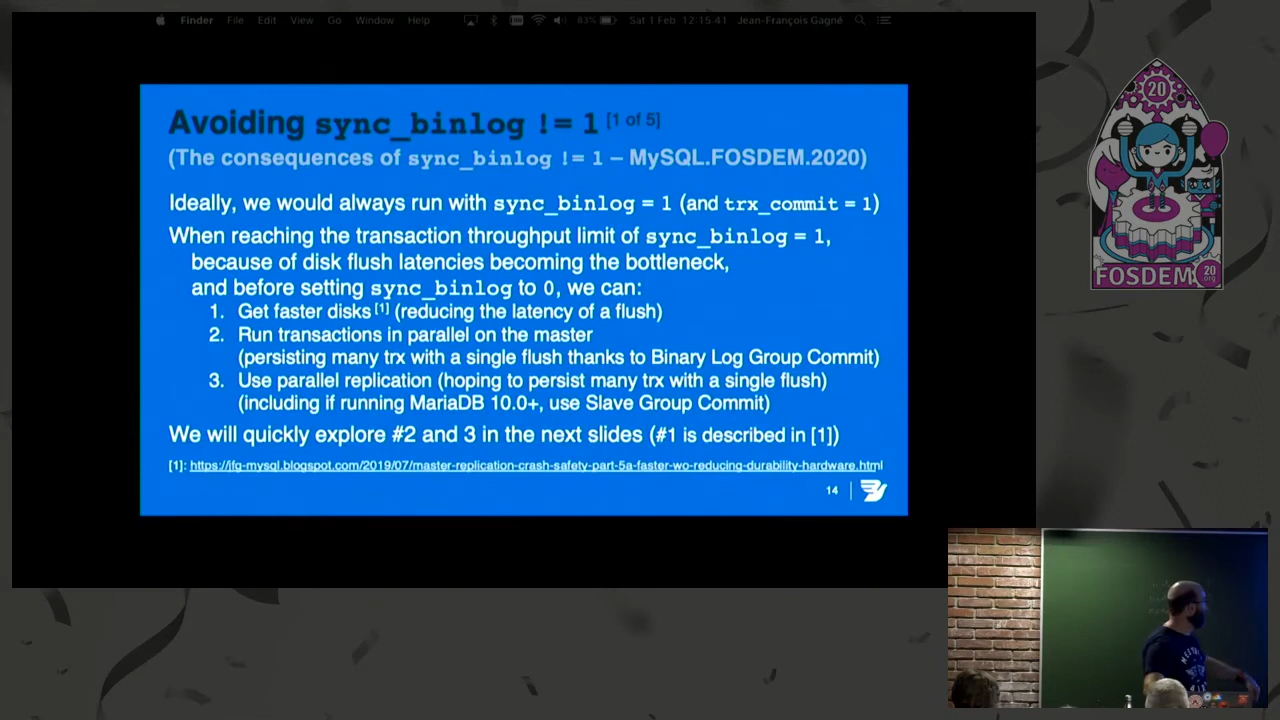 Finder File Edit View Go Window Help 83% Sat 1 Feb 12:15:41 Jean-François Gagné
Avoiding sync_binlog != 1 [1 of 5]
(The consequences of sync_binlog != 1 – MySQL.FOSDEM.2020)
Ideally, we would always run with sync_binlog = 1 (and trx_commit = 1)
When reaching the transaction throughput limit of sync_binlog = 1,
because of disk flush latencies becoming the bottleneck,
and before setting sync_binlog to 0, we can:
1. Get faster disks [1] (reducing the latency of a flush)
2. Run transactions in parallel on the master
(persisting many trx with a single flush thanks to Binary Log Group Commit)
3. Use parallel replication (hoping to persist many trx with a single flush)
(including if running MariaDB 10.0+, use Slave Group Commit)
We will quickly explore #2 and 3 in the next slides (#1 is described in [1])
[1]: https://jfg-mysql.blogspot.com/2019/07/master-replication-crash-safety-part-5a-faster-wo-reducing-durability-hardware.html
14
20
FOSDEM
20
.org